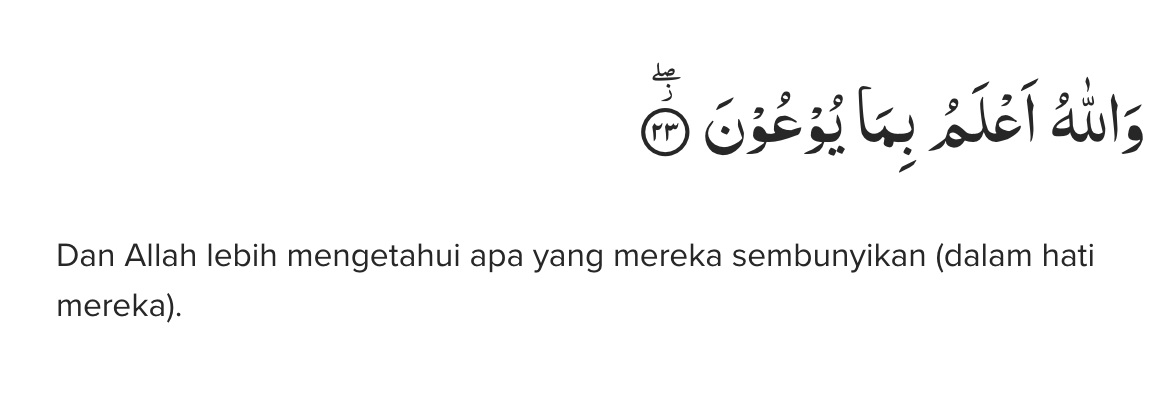 وَاللّٰهُ اَعْلَمُ بِمَا يُوْعُوْنَ ۖز ٢٣
Dan Allah lebih mengetahui apa yang mereka sembunyikan (dalam hati
mereka).